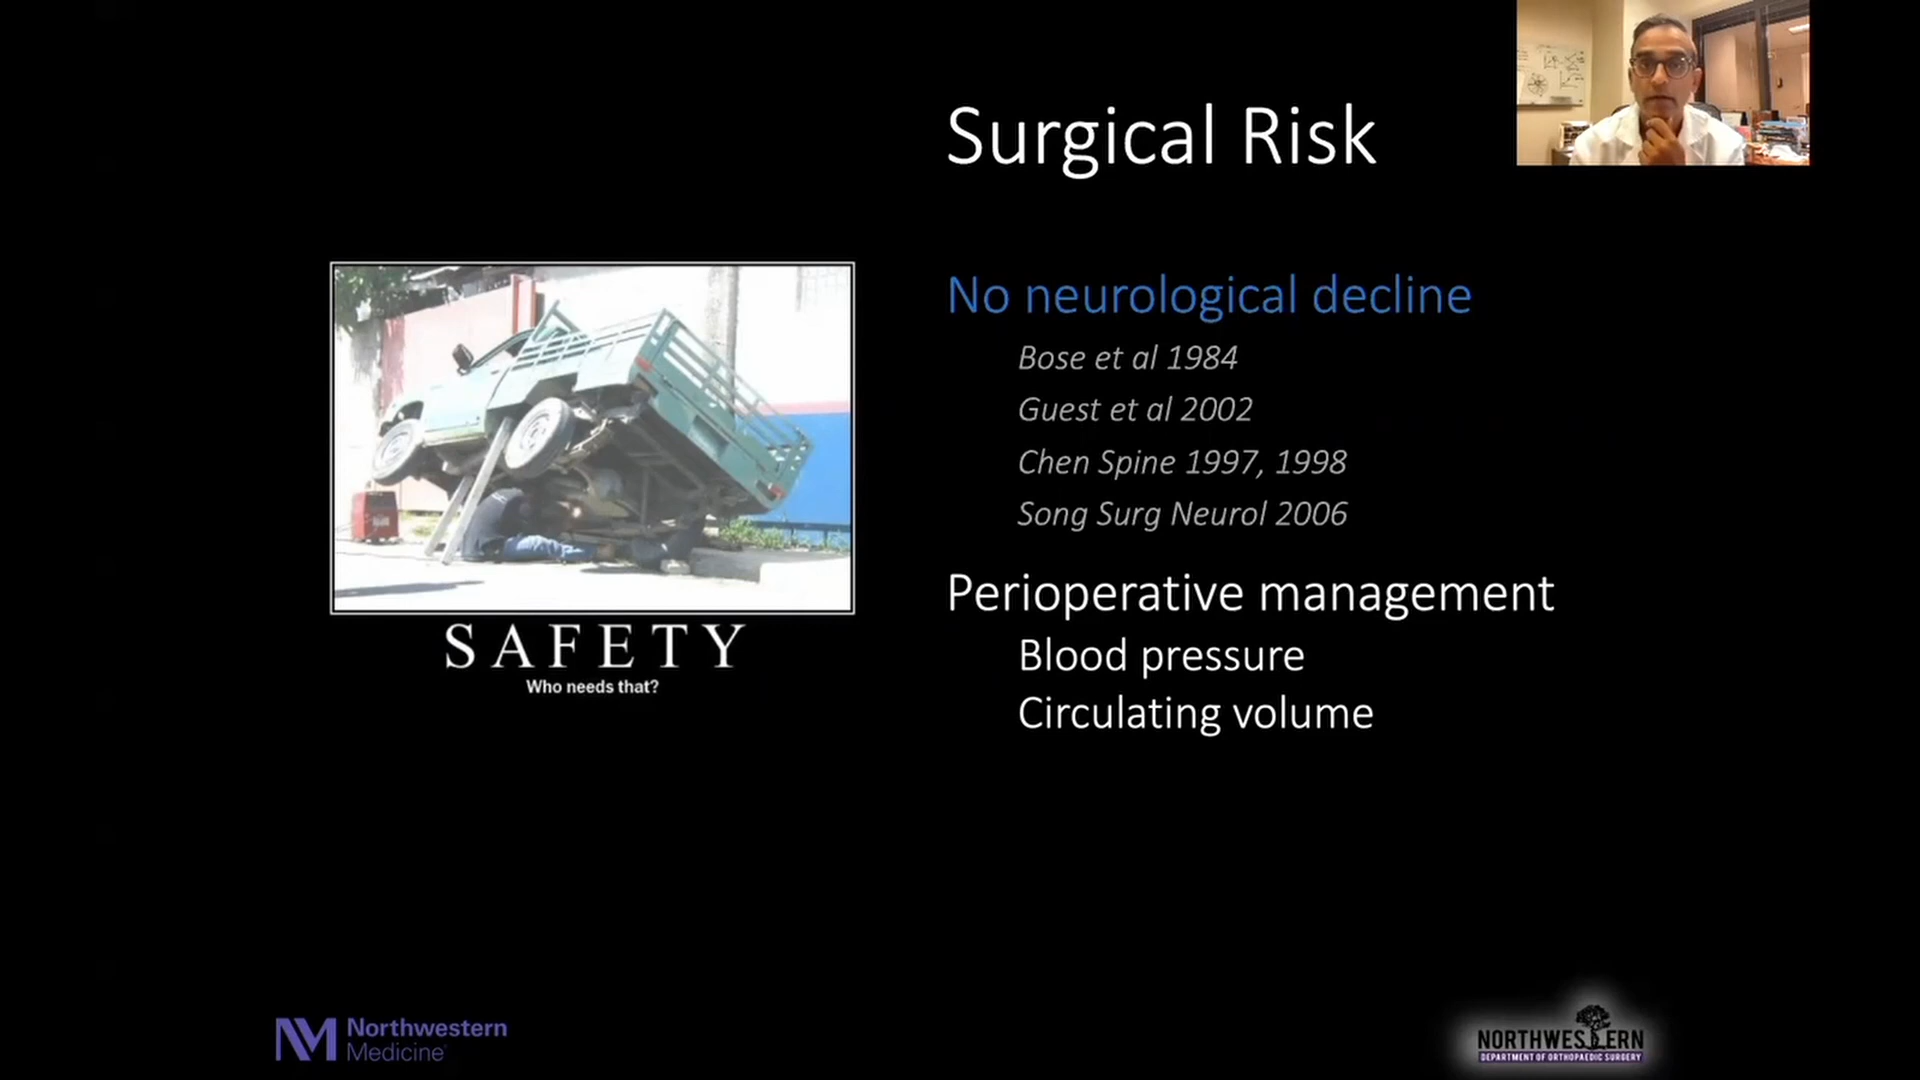 Surgical Risk
No neurological decline
Bose et al 1984
Guest et al 2002
Chen Spine 1997, 1998
Song Surg Neurol 2006
Perioperative management
Blood pressure
Circulating volume
SAFETY
Who needs that?
Northwestern
Medicine
NORTHWESTERN
DEPARTMENT OF ORTHOPAEDIC SURGERY